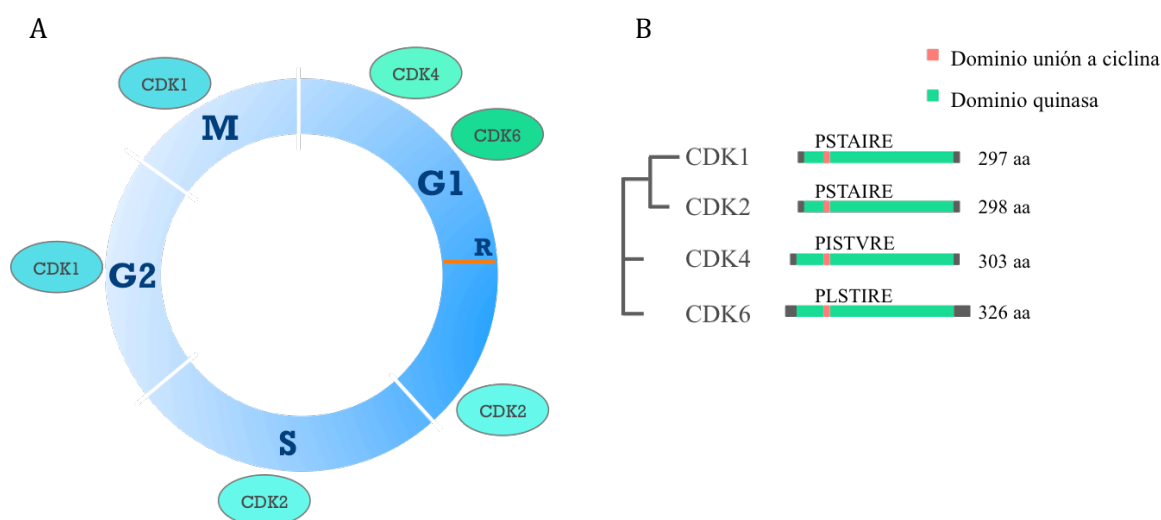 A
CDK1
M
CDK4
CDK6
G1
R
CDK1
G2
CDK2
S
CDK2
B
Dominio unión a ciclina
Dominio quinasa
PSTAIRE
CDK1
297 aa
PSTAIRE
CDK2
298 aa
PISTVRE
CDK4
303 aa
PLSTIRE
CDK6
326 aa